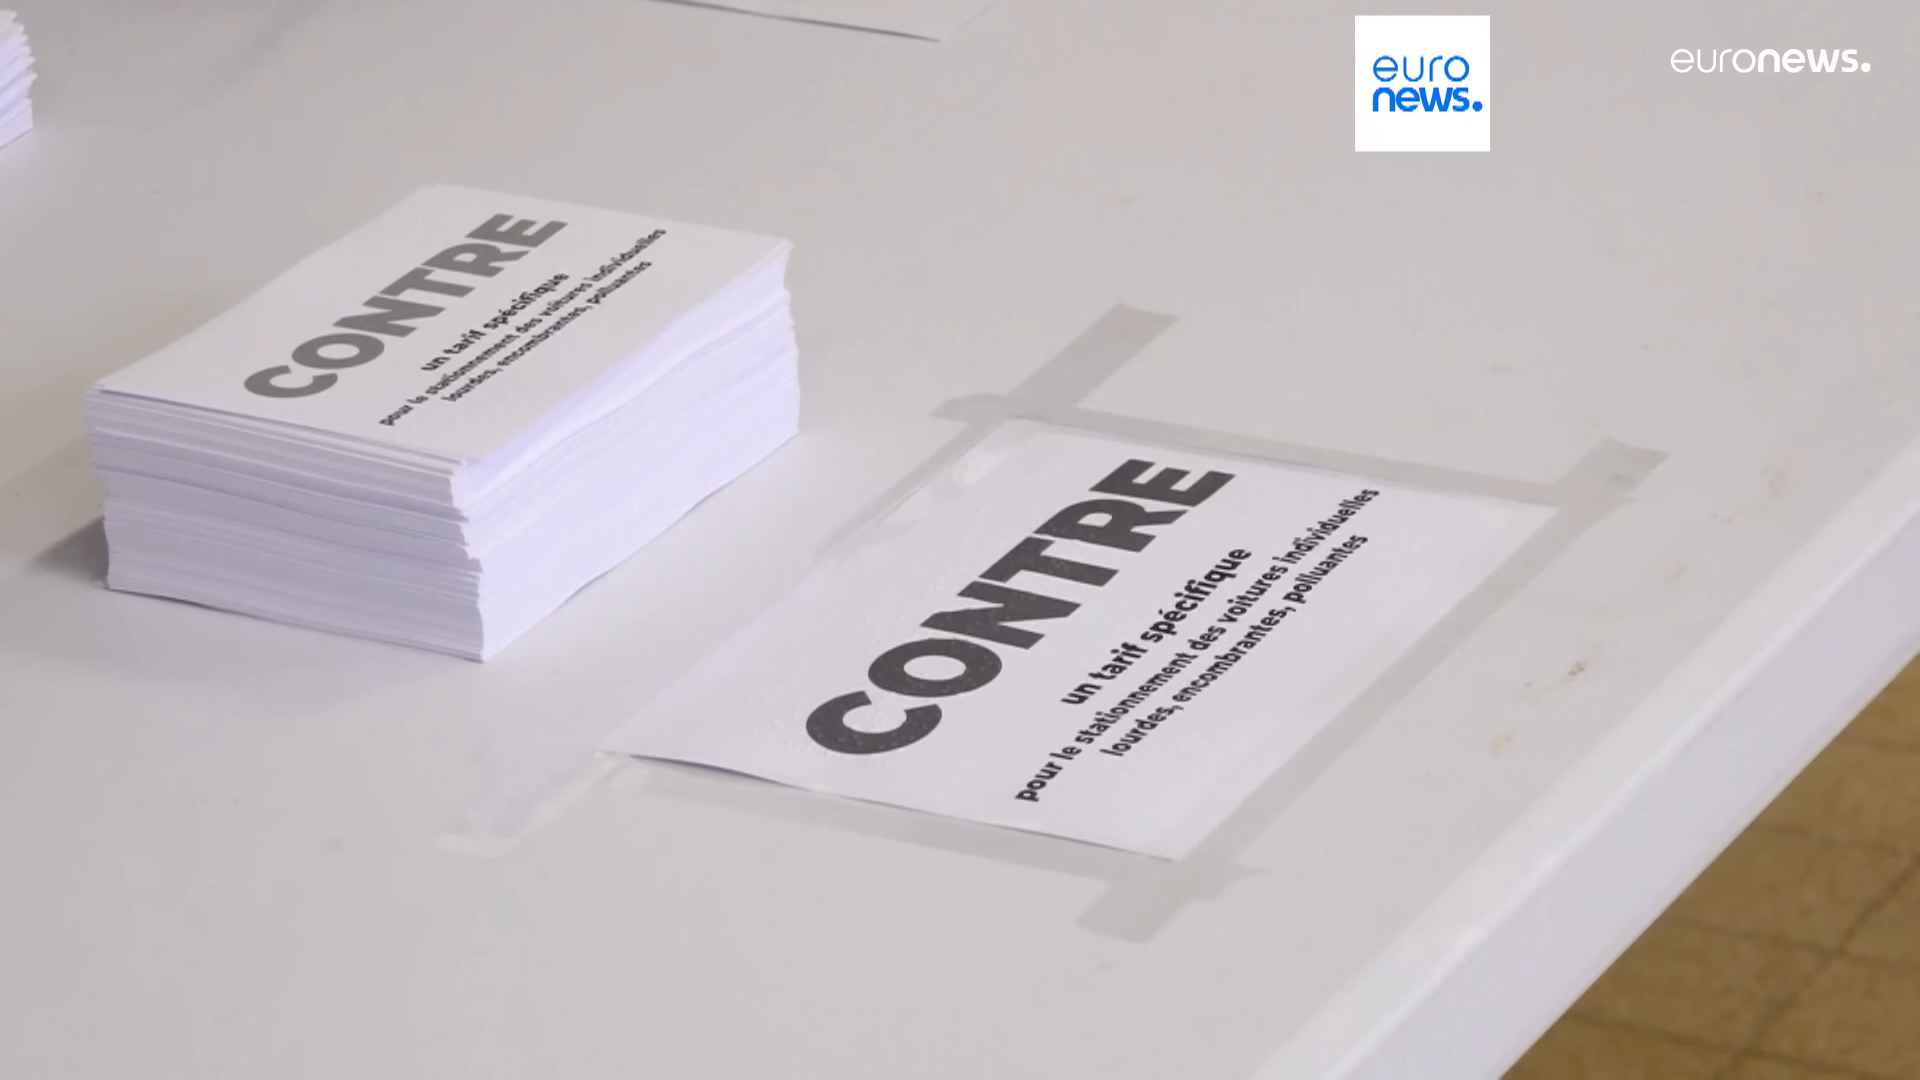 euro
news.
euronews.
CONTRE
un tarif spécifique
pour le stationnement des voitures individuelles
lourdes, encombrantes, polluantes
CONTRE
un tarif spécifique
pour le stationnement des voitures individuelles
lourdes, encombrantes, polluantes